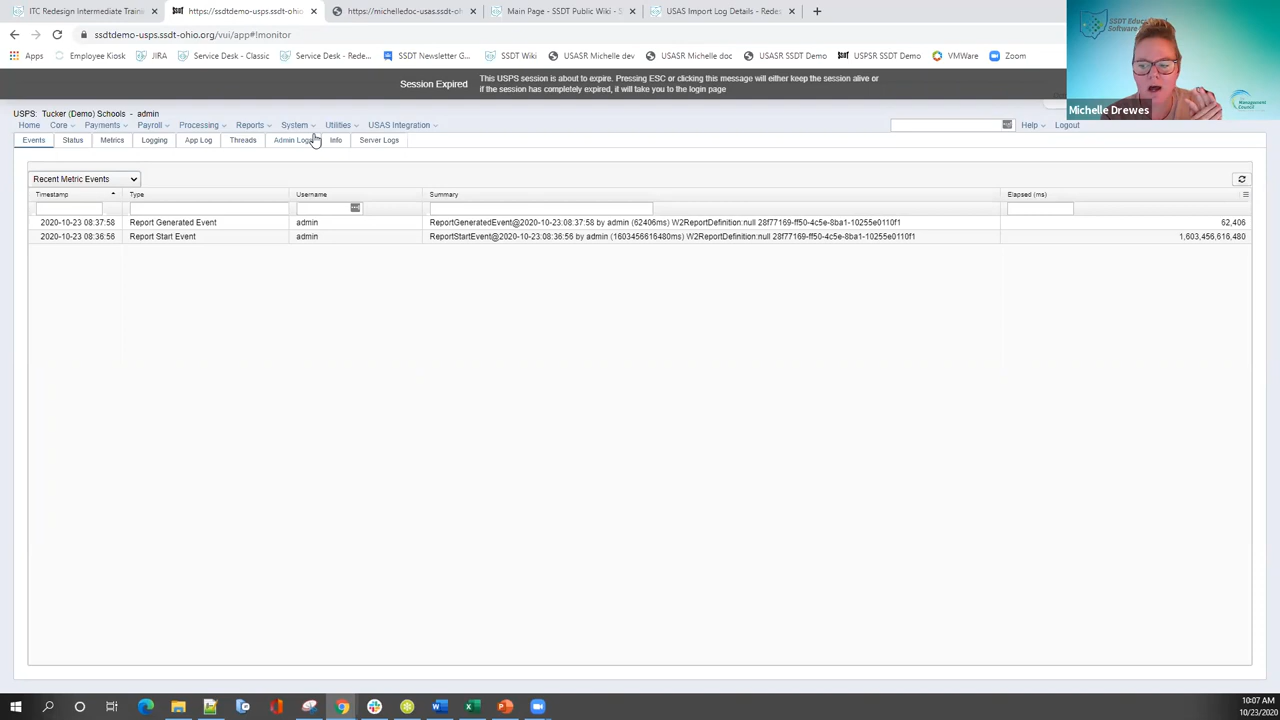 ITC Redesign Intermediate Traini
https://ssdtdemo-usps.ssdt-ohio
https://michelledoc-usas.ssdt-oh
Main Page - SSDT Public Wiki - S
USAS Import Log Details - Redes
ssdtdemo-usps.ssdt-ohio.org/vui/app#!monitor
Apps
Employee Kiosk
JIRA
Service Desk - Classic
Service Desk - Rede...
SSDT Newsletter G...
SSDT Wiki
USASR Michelle dev
USASR Michelle doc
USASR SSDT Demo
USPSR SSDT Demo
VMWare
Zoom
Session Expired
This USPS session is about to expire. Pressing ESC or clicking this message will either keep the session alive or
if the session has completely expired, it will take you to the login page
SSDT Educational
Software
Management
Council
Michelle Drewes
USPS: Tucker (Demo) Schools - admin
Home Core Payments Payroll Processing Reports System Utilities USAS Integration Help Logout
Events Status Metrics Logging App Log Threads Admin Logs Info Server Logs
Recent Metric Events
Timestamp Type Username Summary Elapsed (ms)
2020-10-23 08:37:58 Report Generated Event admin ReportGeneratedEvent@2020-10-23:08:37:58 by admin (62406ms) W2ReportDefinition:null 28f77169-ff50-4c5e-8ba1-10255e0110f1 62,406
2020-10-23 08:36:56 Report Start Event admin ReportStartEvent@2020-10-23:08:36:56 by admin (1603456616480ms) W2ReportDefinition:null 28f77169-ff50-4c5e-8ba1-10255e0110f1 1,603,456,616,480
10:07 AM
10/23/2020